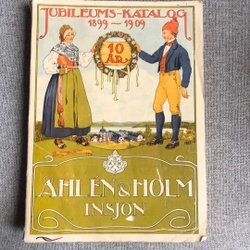 JUBILEUMS-KATALOG
1899-1909
10
ÅR.
ÅHLÉN & HOLM
INSJÖN